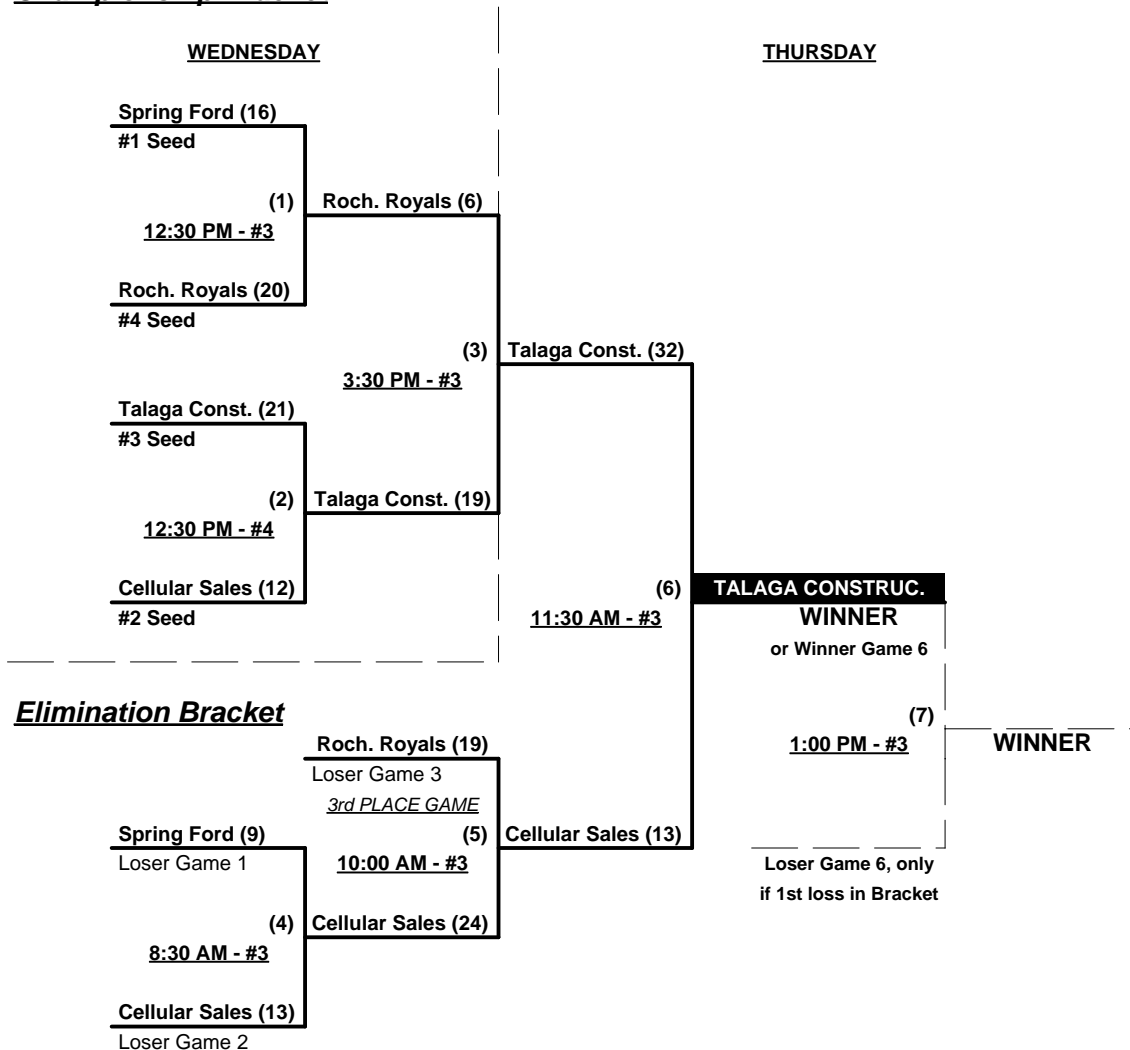 WEDNESDAY
THURSDAY
Spring Ford (16)
#1 Seed
(1)
Roch. Royals (6)
12:30 PM - #3
Roch. Royals (20)
#4 Seed
(3)
Talaga Const. (32)
3:30 PM - #3
Talaga Const. (21)
#3 Seed
(2)
Talaga Const. (19)
12:30 PM - #4
Cellular Sales (12)
#2 Seed
(6)
TALAGA CONSTRUC.
11:30 AM - #3
WINNER
or Winner Game 6
Elimination Bracket
(7)
1:00 PM - #3
WINNER
Roch. Royals (19)
Loser Game 3
3rd PLACE GAME
Spring Ford (9)
Loser Game 1
(5)
Cellular Sales (13)
10:00 AM - #3
Loser Game 6, only
if 1st loss in Bracket
(4)
Cellular Sales (24)
8:30 AM - #3
Cellular Sales (13)
Loser Game 2